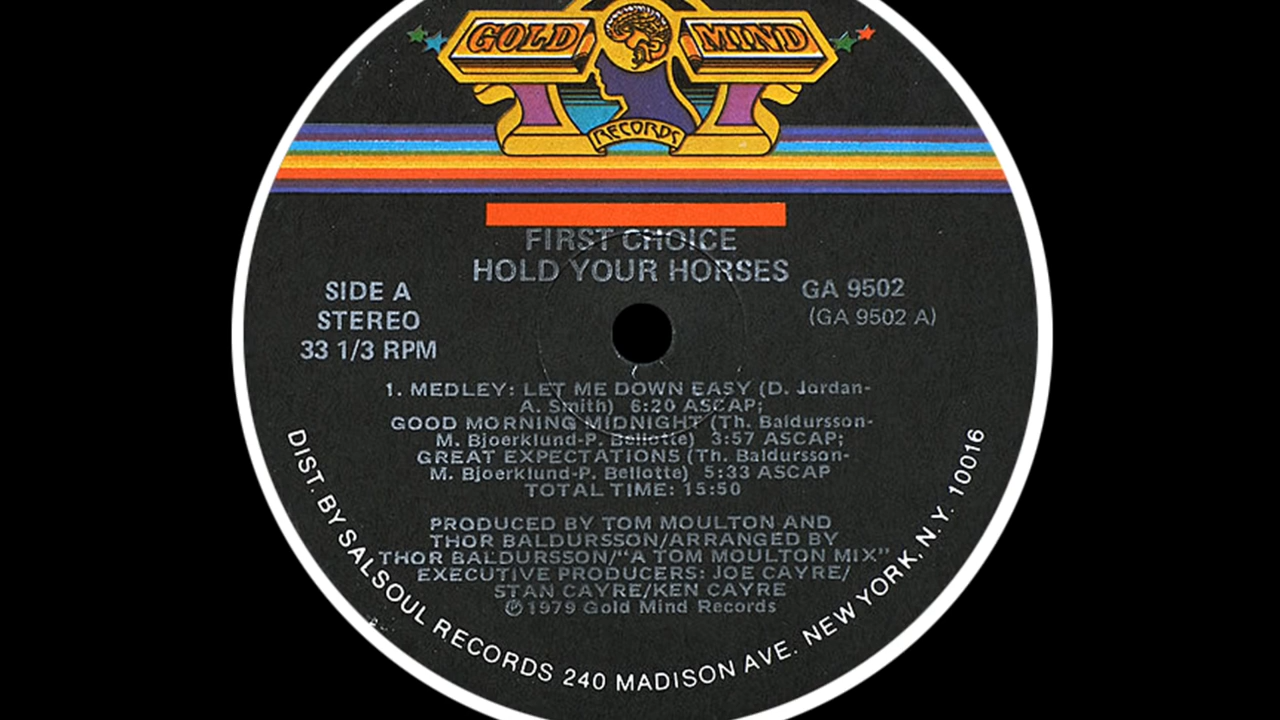 GOLD MIND
RECORDS
FIRST CHOICE
HOLD YOUR HORSES
SIDE A
STEREO
33 1/3 RPM
GA 9502
(GA 9502 A)
1. MEDLEY: LET ME DOWN EASY (D. Jordan-
A. Smith) 6:20 ASCAP;
GOOD MORNING MIDNIGHT (Th. Baldursson-
M. Bjoerklund-P. Bellotte) 3:57 ASCAP;
GREAT EXPECTATIONS (Th. Baldursson-
M. Bjoerklund-P. Bellotte) 5:33 ASCAP
TOTAL TIME: 15:50
PRODUCED BY TOM MOULTON AND
THOR BALDURSSON/ARRANGED BY
THOR BALDURSSON/"A TOM MOULTON MIX"
EXECUTIVE PRODUCERS: JOE CAYRE/
STAN CAYRE/KEN CAYRE
℗1979 Gold Mind Records
DIST. BY SALSOUL RECORDS 240 MADISON AVE. NEW YORK, N.Y. 10016